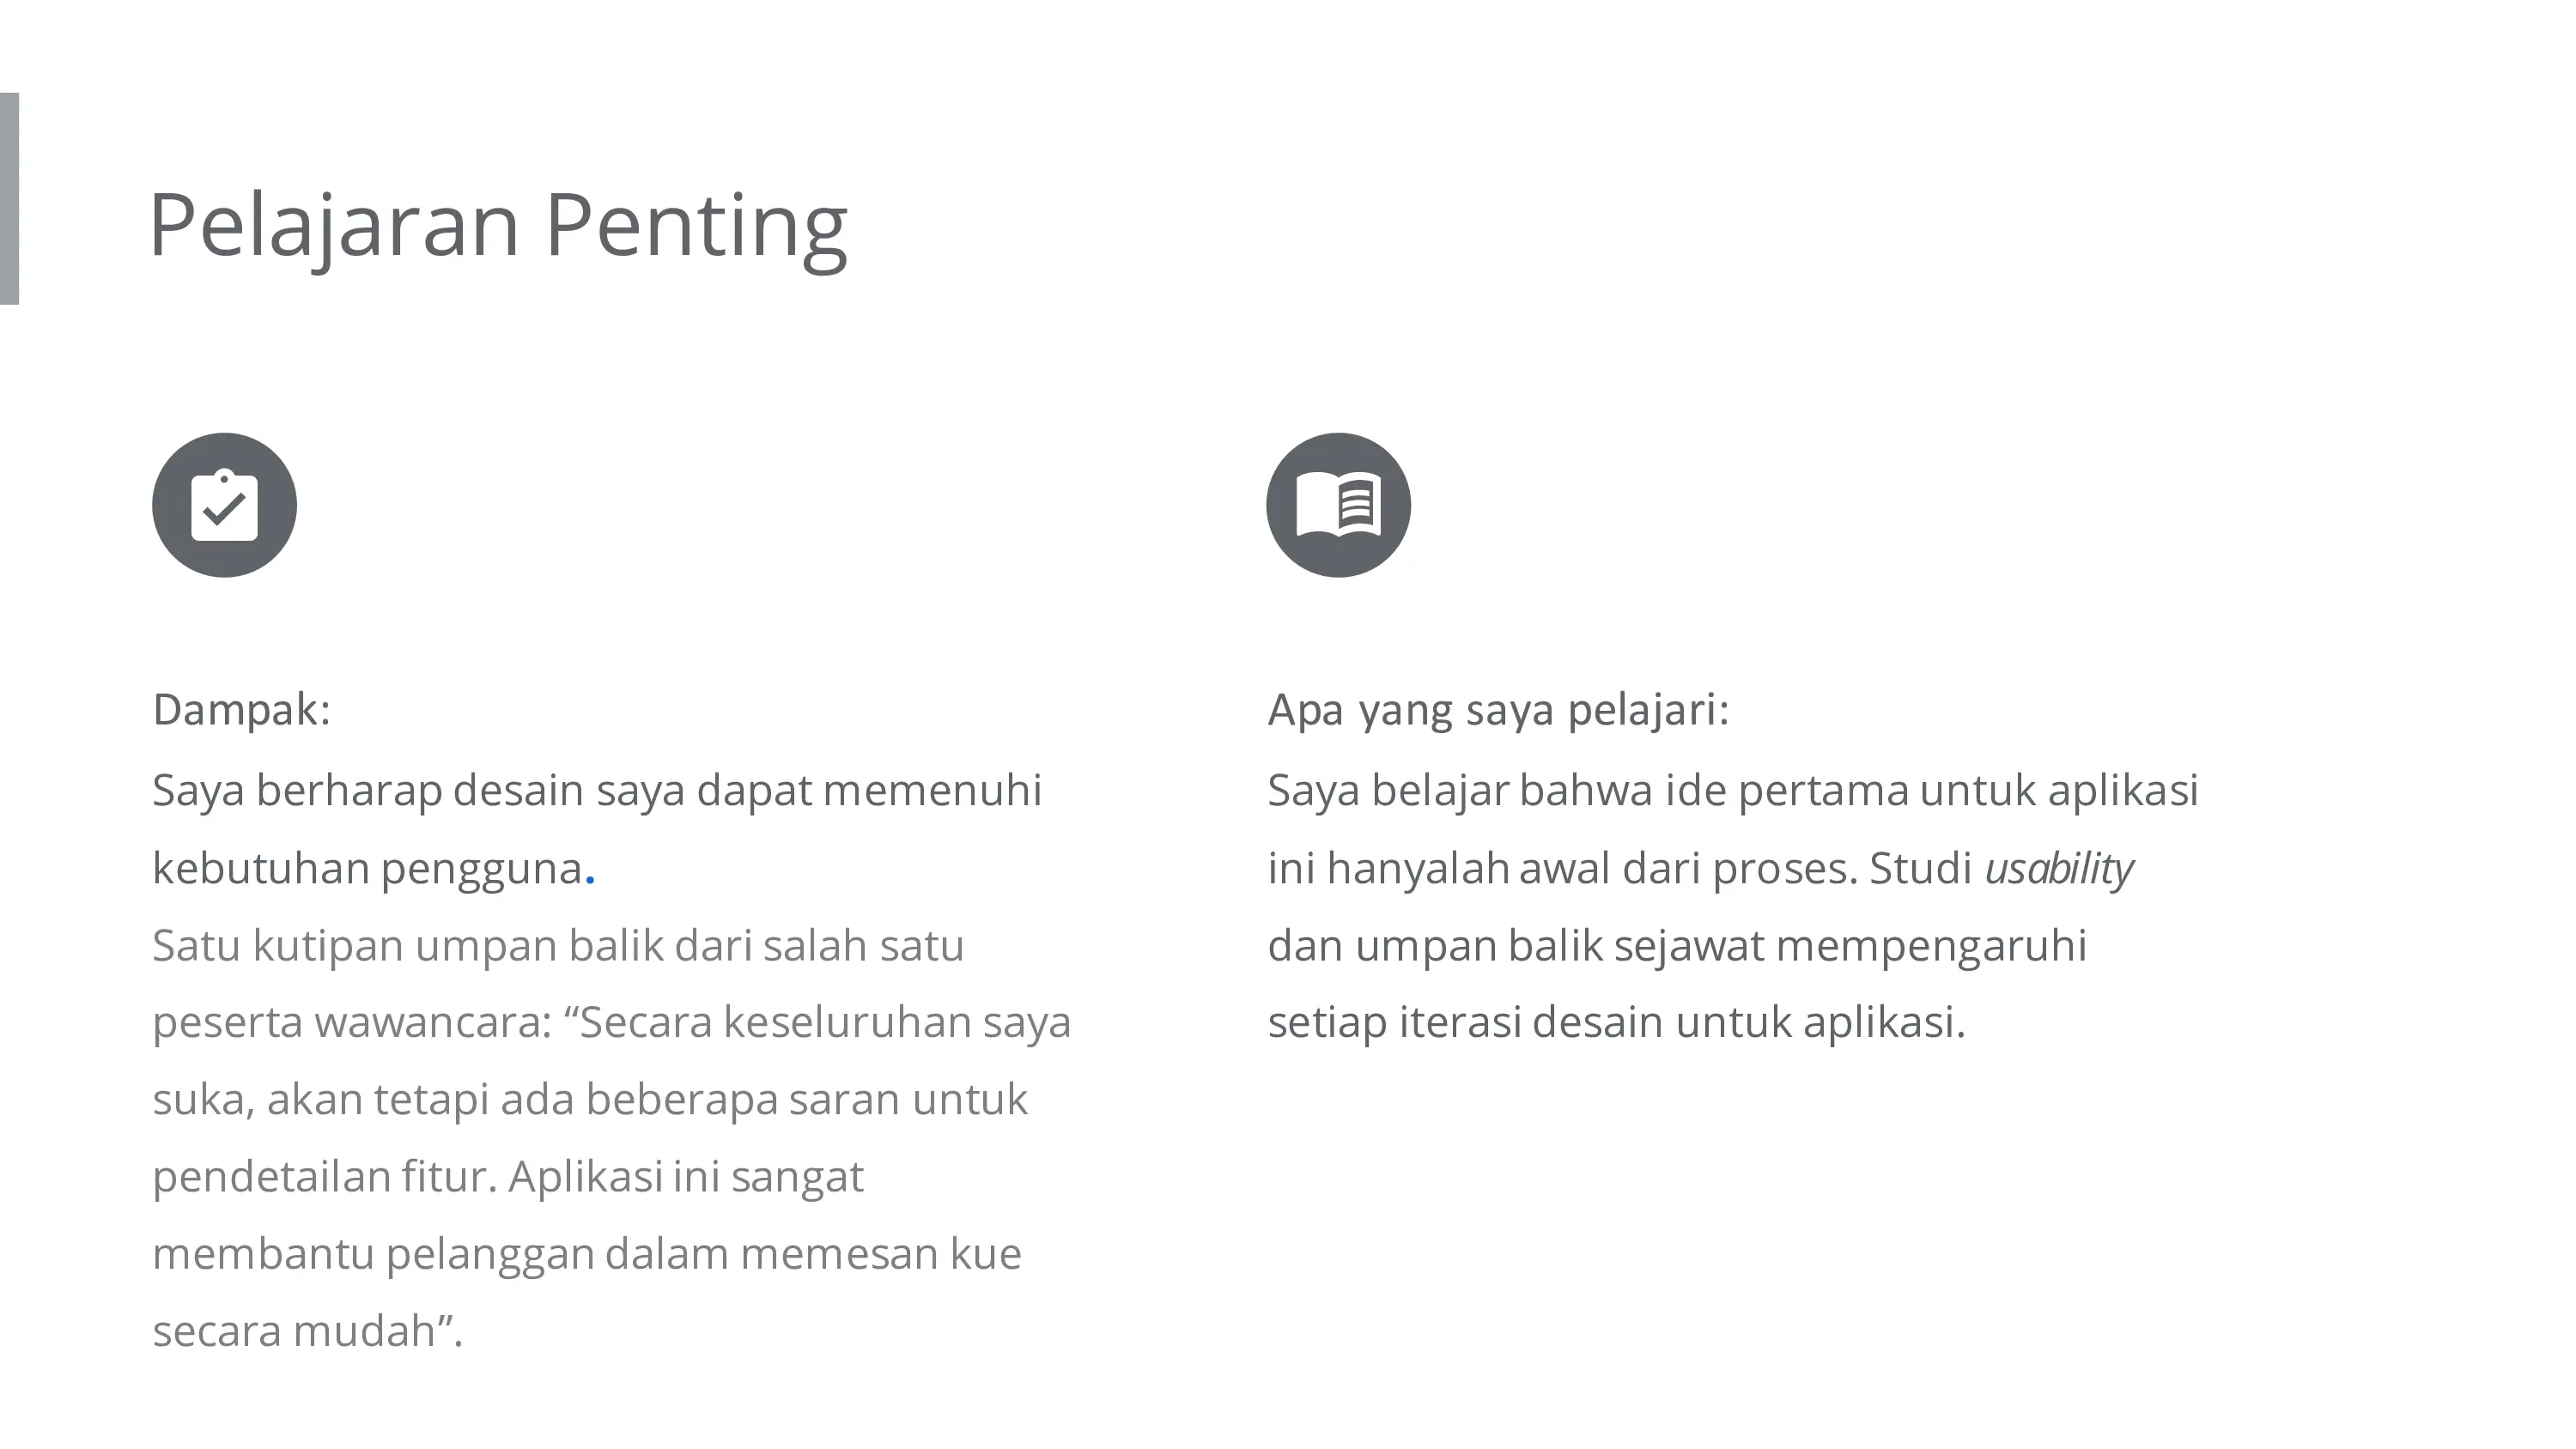 Pelajaran Penting
Dampak:
Saya berharap desain saya dapat memenuhi
kebutuhan pengguna.
Satu kutipan umpan balik dari salah satu
peserta wawancara: “Secara keseluruhan saya
suka, akan tetapi ada beberapa saran untuk
pendetailan fitur. Aplikasi ini sangat
membantu pelanggan dalam memesan kue
secara mudah”.
Apa yang saya pelajari:
Saya belajar bahwa ide pertama untuk aplikasi
ini hanyalah awal dari proses. Studi usability
dan umpan balik sejawat mempengaruhi
setiap iterasi desain untuk aplikasi.